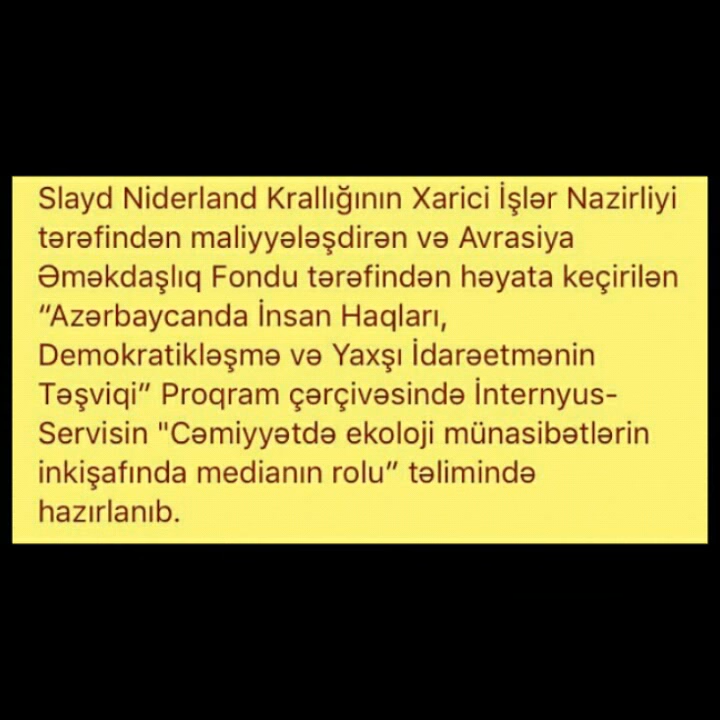 Slayd Niderland Krallığının Xarici İşlər Nazirliyi
tərəfindən maliyyələşdirən və Avrasiya
Əməkdaşlıq Fondu tərəfindən həyata keçirilən
“Azərbaycanda İnsan Haqları,
Demokratikləşmə və Yaxşı İdarəetmənin
Təşviqi” Proqram çərçivəsində İnternyus-
Servisin "Cəmiyyətdə ekoloji münasibətlərin
inkişafında medianın rolu” təlimində
hazırlanıb.